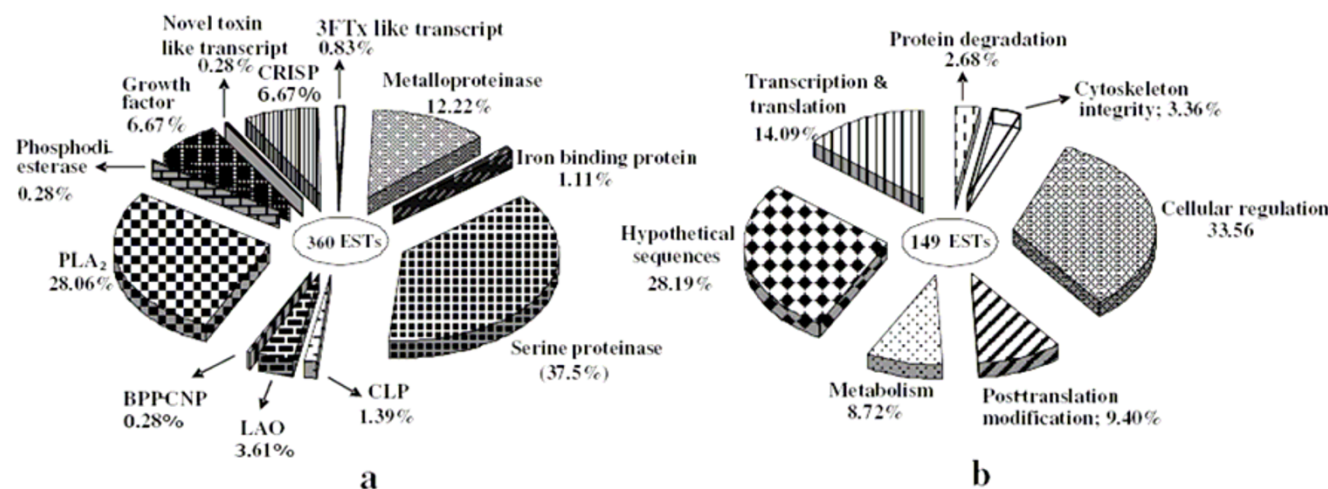 Novel toxin
like transcript
0.28%
3FTx like transcript
0.83%
CRISP
6.67%
Growth
factor
6.67%
Metalloproteinase
12.22%
Phosphodi-
esterase
0.28%
Iron binding protein
1.11%
360 ESTs
PLA₂
28.06%
Serine proteinase
(37.5%)
BPP-CNP
0.28%
LAO
3.61%
CLP
1.39%
a
Protein degradation
2.68%
Transcription &
translation
14.09%
Cytoskeleton
integrity; 3.36%
Cellular regulation
33.56
Hypothetical
sequences
28.19%
149 ESTs
Metabolism
8.72%
Post-translation
modification; 9.40%
b